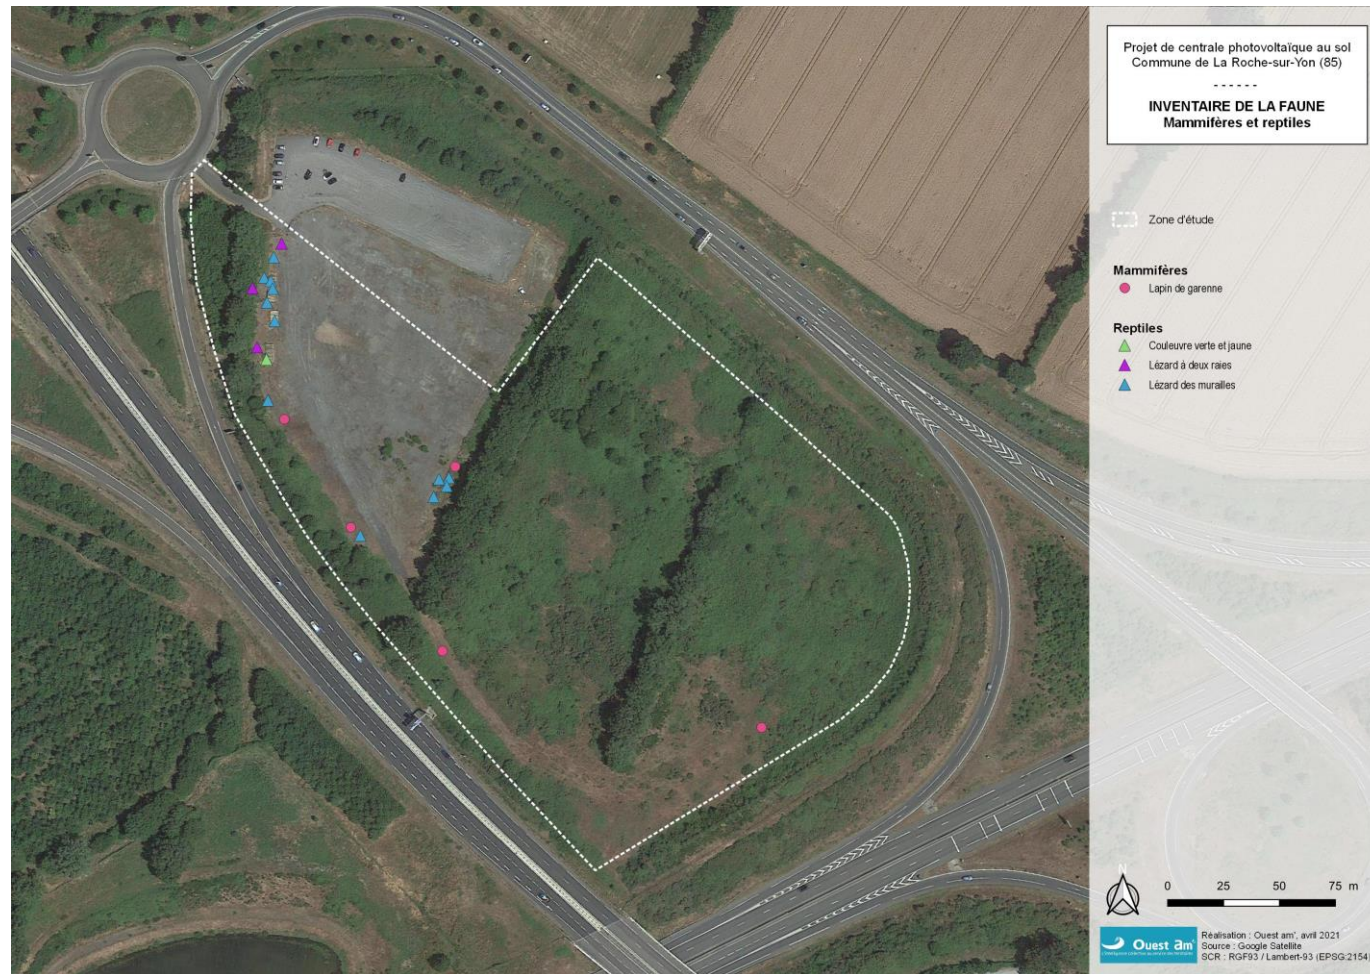 Projet de centrale photovoltaïque au sol
Commune de La Roche-sur-Yon (85)
------
INVENTAIRE DE LA FAUNE
Mammifères et reptiles
Zone d'étude
Mammifères
Lapin de garenne
Reptiles
Couleuvre verte et jaune
Lézard à deux raies
Lézard des murailles
N
0 25 50 75 m
Ouest am'
Réalisation : Ouest am', avril 2021
Source : Google Satellite
SCR : RGF93 / Lambert-93 (EPSG:2154